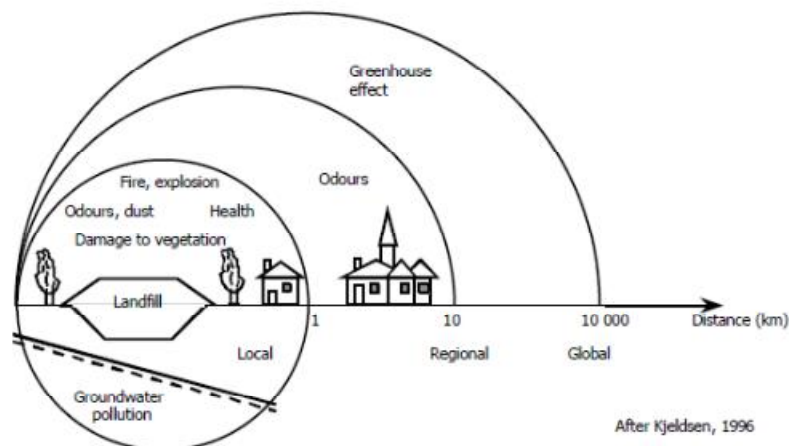 Greenhouse
effect
Fire, explosion
Odours
Odours, dust
Health
Damage to vegetation
Landfill
1
10
10 000
Distance (km)
Local
Regional
Global
Groundwater
pollution
After Kjeldsen, 1996